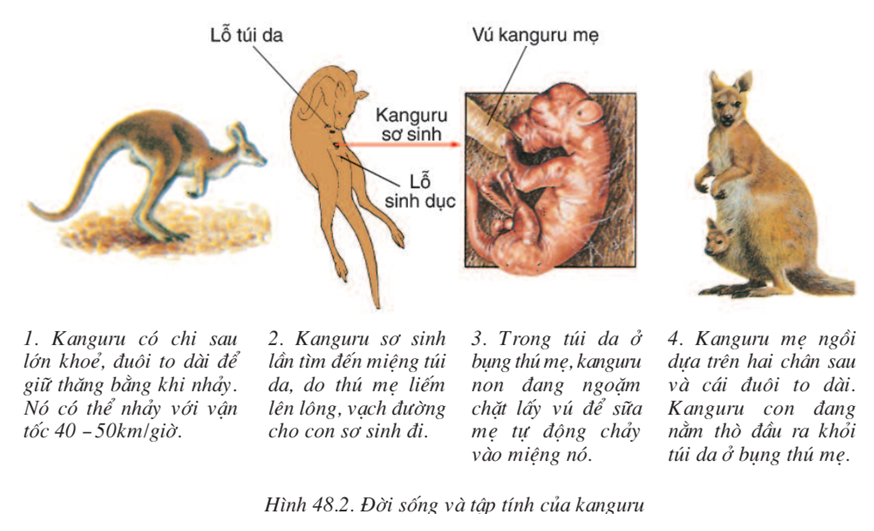 Lỗ túi da
Vú kanguru mẹ
Kanguru
sơ sinh
Lỗ
sinh dục
1. Kanguru có chi sau
lớn khoẻ, đuôi to dài để
giữ thăng bằng khi nhảy.
Nó có thể nhảy với vận
tốc 40 – 50km/giờ.
2. Kanguru sơ sinh
lần tìm đến miệng túi
da, do thú mẹ liếm
lên lông, vạch đường
cho con sơ sinh đi.
3. Trong túi da ở
bụng thú mẹ, kanguru
non đang ngoạm
chặt lấy vú để sữa
mẹ tự động chảy
vào miệng nó.
4. Kanguru mẹ ngồi
dựa trên hai chân sau
và cái đuôi to dài.
Kanguru con đang
nằm thò đầu ra khỏi
túi da ở bụng thú mẹ.
Hình 48.2. Đời sống và tập tính của kanguru